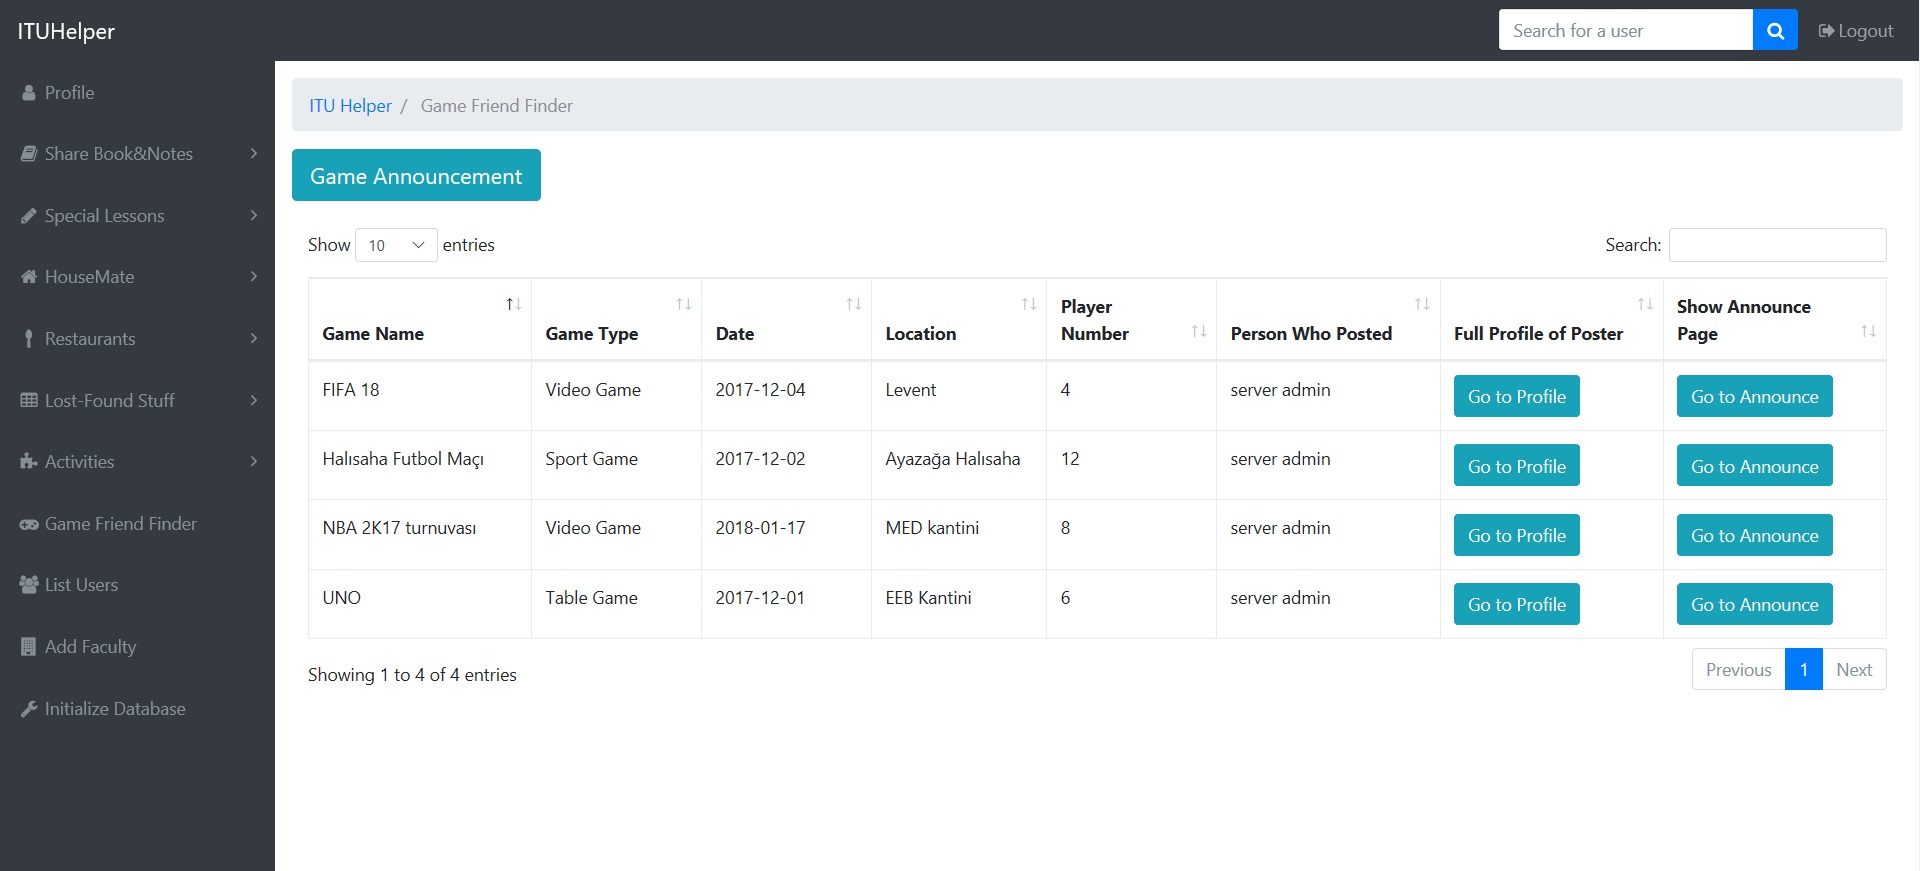 ITUHelper
Search for a user
Logout
Profile
Share Book&Notes
Special Lessons
HouseMate
Restaurants
Lost-Found Stuff
Activities
Game Friend Finder
List Users
Add Faculty
Initialize Database
ITU Helper / Game Friend Finder
Game Announcement
Show 10 entries
Search:
Game Name Game Type Date Location Player Number Person Who Posted Full Profile of Poster Show Announce Page
FIFA 18 Video Game 2017-12-04 Levent 4 server admin Go to Profile Go to Announce
Halısaha Futbol Maçı Sport Game 2017-12-02 Ayazağa Halısaha 12 server admin Go to Profile Go to Announce
NBA 2K17 turnuvası Video Game 2018-01-17 MED kantini 8 server admin Go to Profile Go to Announce
UNO Table Game 2017-12-01 EEB Kantini 6 server admin Go to Profile Go to Announce
Showing 1 to 4 of 4 entries
Previous 1 Next